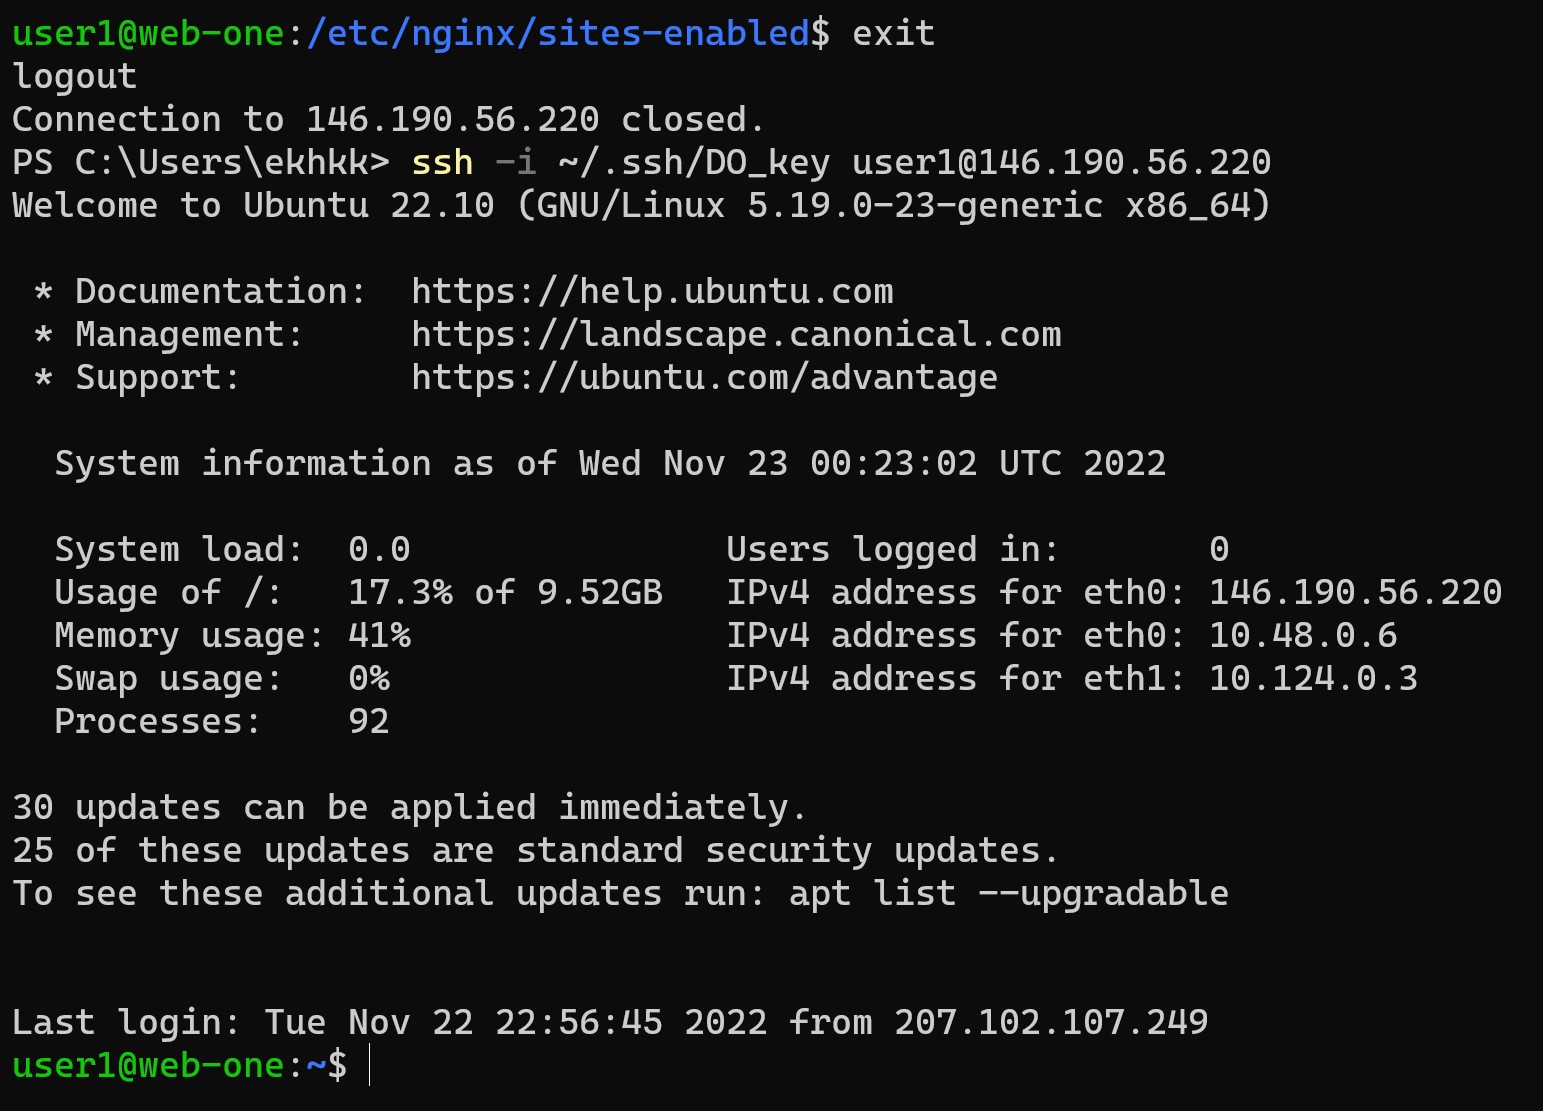 user1@web-one:/etc/nginx/sites-enabled$ exit
logout
Connection to 146.190.56.220 closed.
PS C:\Users\ekhkk> ssh -i ~/.ssh/DO_key user1@146.190.56.220
Welcome to Ubuntu 22.10 (GNU/Linux 5.19.0-23-generic x86_64)

 * Documentation:  https://help.ubuntu.com
 * Management:     https://landscape.canonical.com
 * Support:        https://ubuntu.com/advantage

  System information as of Wed Nov 23 00:23:02 UTC 2022

  System load:  0.0               Users logged in:       0
  Usage of /:   17.3% of 9.52GB   IPv4 address for eth0: 146.190.56.220
  Memory usage: 41%               IPv4 address for eth0: 10.48.0.6
  Swap usage:   0%                IPv4 address for eth1: 10.124.0.3
  Processes:    92

30 updates can be applied immediately.
25 of these updates are standard security updates.
To see these additional updates run: apt list --upgradable


Last login: Tue Nov 22 22:56:45 2022 from 207.102.107.249
user1@web-one:~$